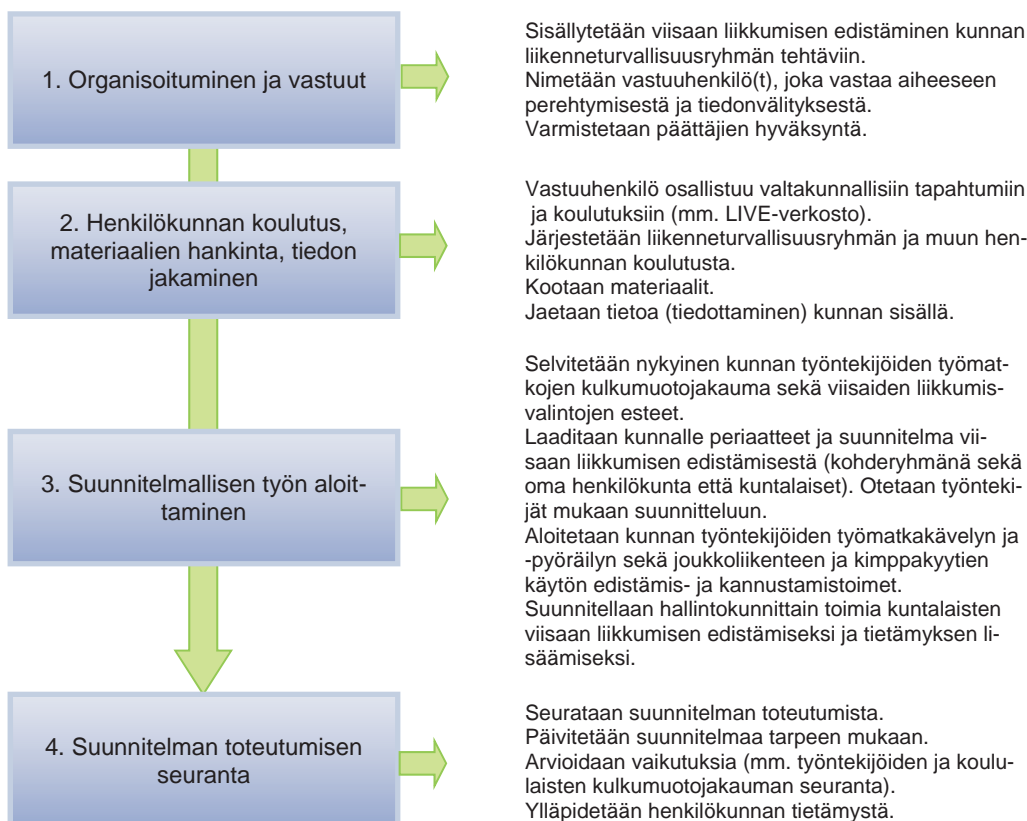 1. Organisoituminen ja vastuut
Sisällytetään viisaan liikkumisen edistäminen kunnan
liikenneturvallisuusryhmän tehtäviin.
Nimetään vastuuhenkilö(t), joka vastaa aiheeseen
perehtymisestä ja tiedonvälityksestä.
Varmistetaan päättäjien hyväksyntä.
2. Henkilökunnan koulutus,
materiaalien hankinta, tiedon
jakaminen
Vastuuhenkilö osallistuu valtakunnallisiin tapahtumiin
ja koulutuksiin (mm. LIVE-verkosto).
Järjestetään liikenneturvallisuusryhmän ja muun hen-
kilökunnan koulutusta.
Kootaan materiaalit.
Jaetaan tietoa (tiedottaminen) kunnan sisällä.
3. Suunnitelmallisen työn aloit-
taminen
Selvitetään nykyinen kunnan työntekijöiden työmat-
kojen kulkumuotojakauma sekä viisaiden liikkumis-
valintojen esteet.
Laaditaan kunnalle periaatteet ja suunnitelma vii-
saan liikkumisen edistämisestä (kohderyhmänä sekä
oma henkilökunta että kuntalaiset). Otetaan työnteki-
jät mukaan suunnitteluun.
Aloitetaan kunnan työntekijöiden työmatkakävelyn ja
-pyöräilyn sekä joukkoliikenteen ja kimppakyytien
käytön edistämis- ja kannustamistoimet.
Suunnitellaan hallintokunnittain toimia kuntalaisten
viisaan liikkumisen edistämiseksi ja tietämyksen li-
säämiseksi.
4. Suunnitelman toteutumisen
seuranta
Seurataan suunnitelman toteutumista.
Päivitetään suunnitelmaa tarpeen mukaan.
Arvioidaan vaikutuksia (mm. työntekijöiden ja koulu-
laisten kulkumuotojakauman seuranta).
Ylläpidetään henkilökunnan tietämystä.